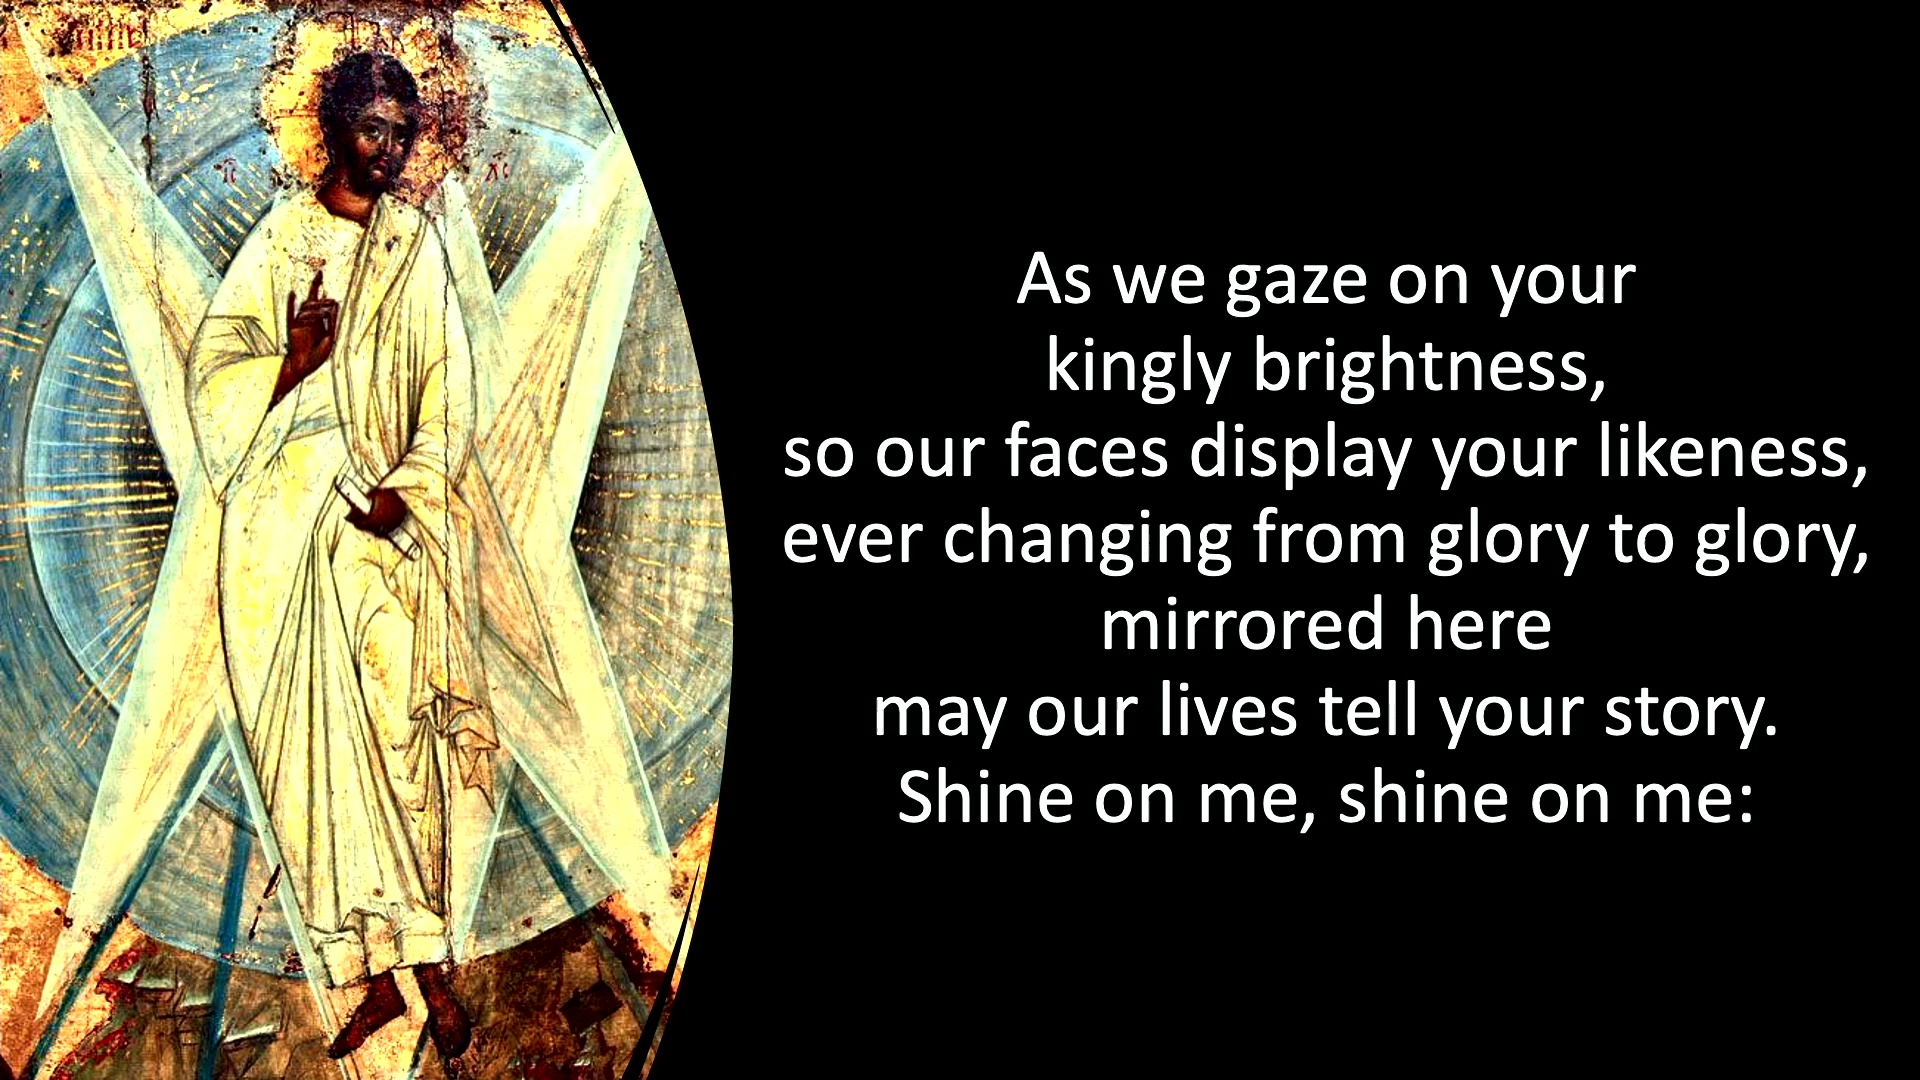 І҃С Х҃С
As we gaze on your
kingly brightness,
so our faces display your likeness,
ever changing from glory to glory,
mirrored here
may our lives tell your story.
Shine on me, shine on me: